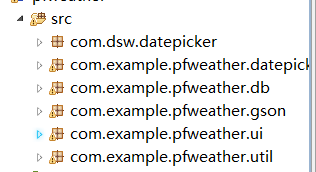 src
com.dsw.datepicker
com.example.pfweather.datepick
com.example.pfweather.db
com.example.pfweather.gson
com.example.pfweather.ui
com.example.pfweather.util